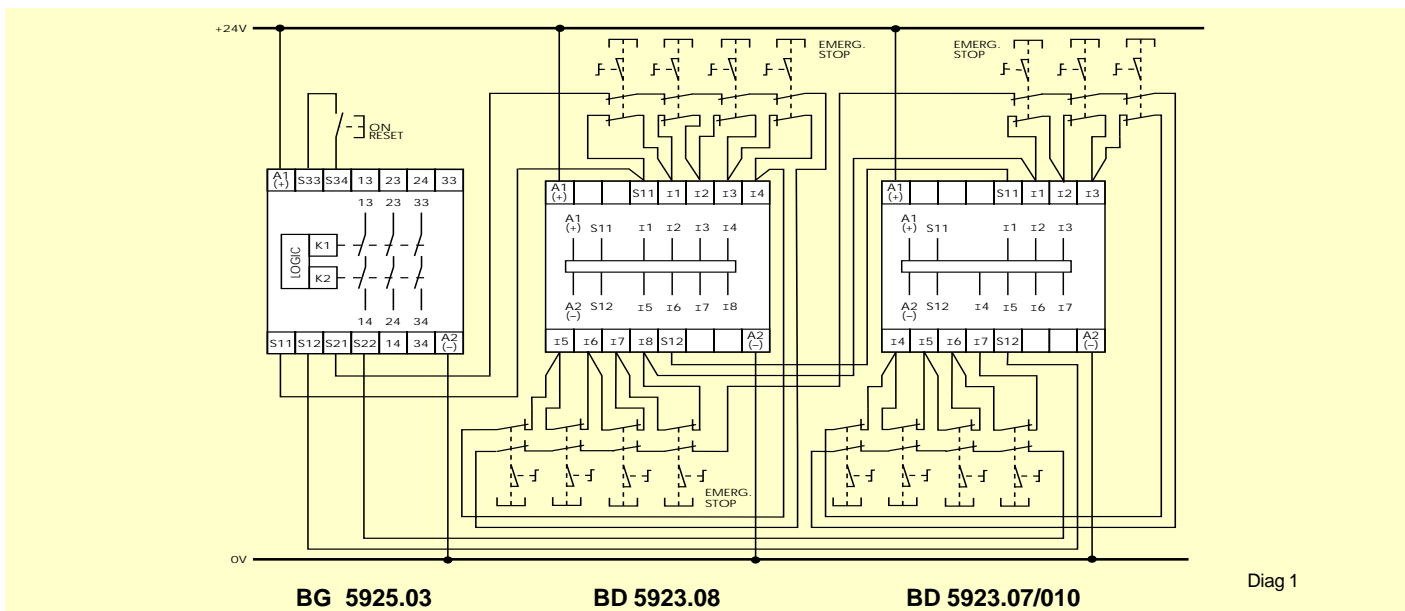 +24V
EMERG.
STOP
EMERG.
STOP
ON
RESET
A1
(+)
S33
S34
13
23
24
33
13
23
33
LOGIC
K1
K2
14
24
34
S11
S12
S21
S22
14
34
A2
(–)
A1
(+)
S11
I1
I2
I3
I4
A1
(+)
S11
I1
I2
I3
I4
A2
(–)
S12
I5
I6
I7
I8
I5
I6
I7
I8
S12
A2
(–)
A1
(+)
S11
I1
I2
I3
A1
(+)
S11
I1
I2
I3
A2
(–)
S12
I4
I5
I6
I7
I4
I5
I6
I7
S12
A2
(–)
EMERG.
STOP
0V
BG 5925.03
BD 5923.08
BD 5923.07/010
Diag 1